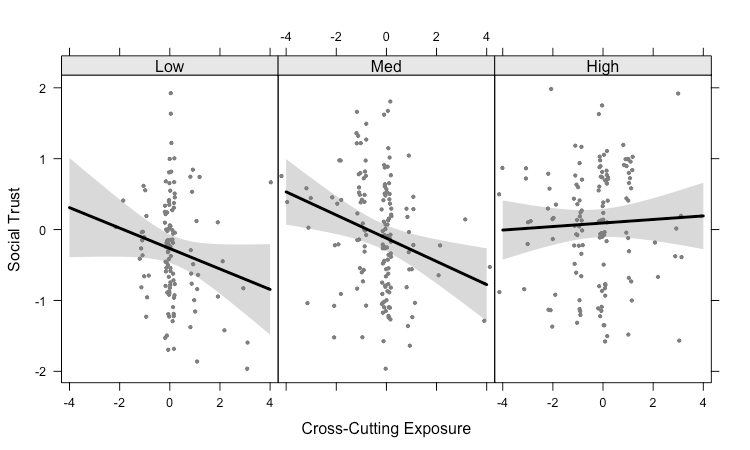 -4 -2 0 2 4
Low Med High
2
1
0
-1
-2
-4 -2 0 2 4 -4 -2 0 2 4
Social Trust
Cross-Cutting Exposure